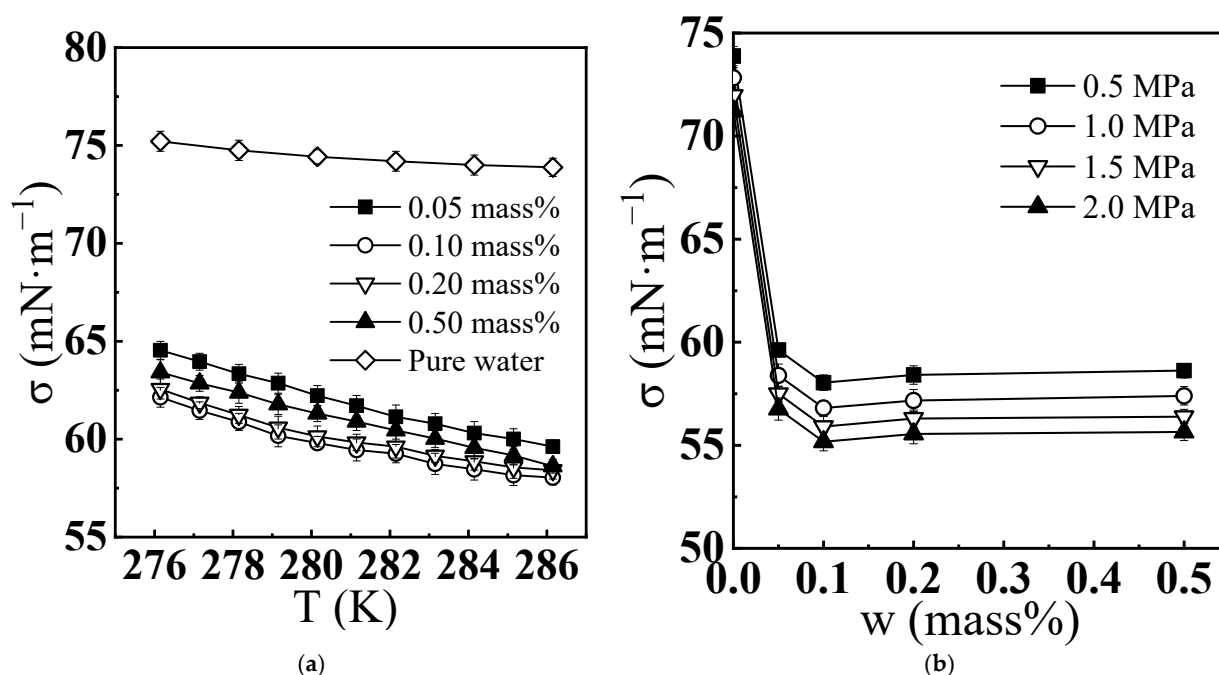 80
75
70
65
60
55
σ (mN·m⁻¹)
0.05 mass%
0.10 mass%
0.20 mass%
0.50 mass%
Pure water
276 278 280 282 284 286
T (K)
(a)
75
70
65
60
55
50
σ (mN·m⁻¹)
0.5 MPa
1.0 MPa
1.5 MPa
2.0 MPa
0.0 0.1 0.2 0.3 0.4 0.5
w (mass%)
(b)